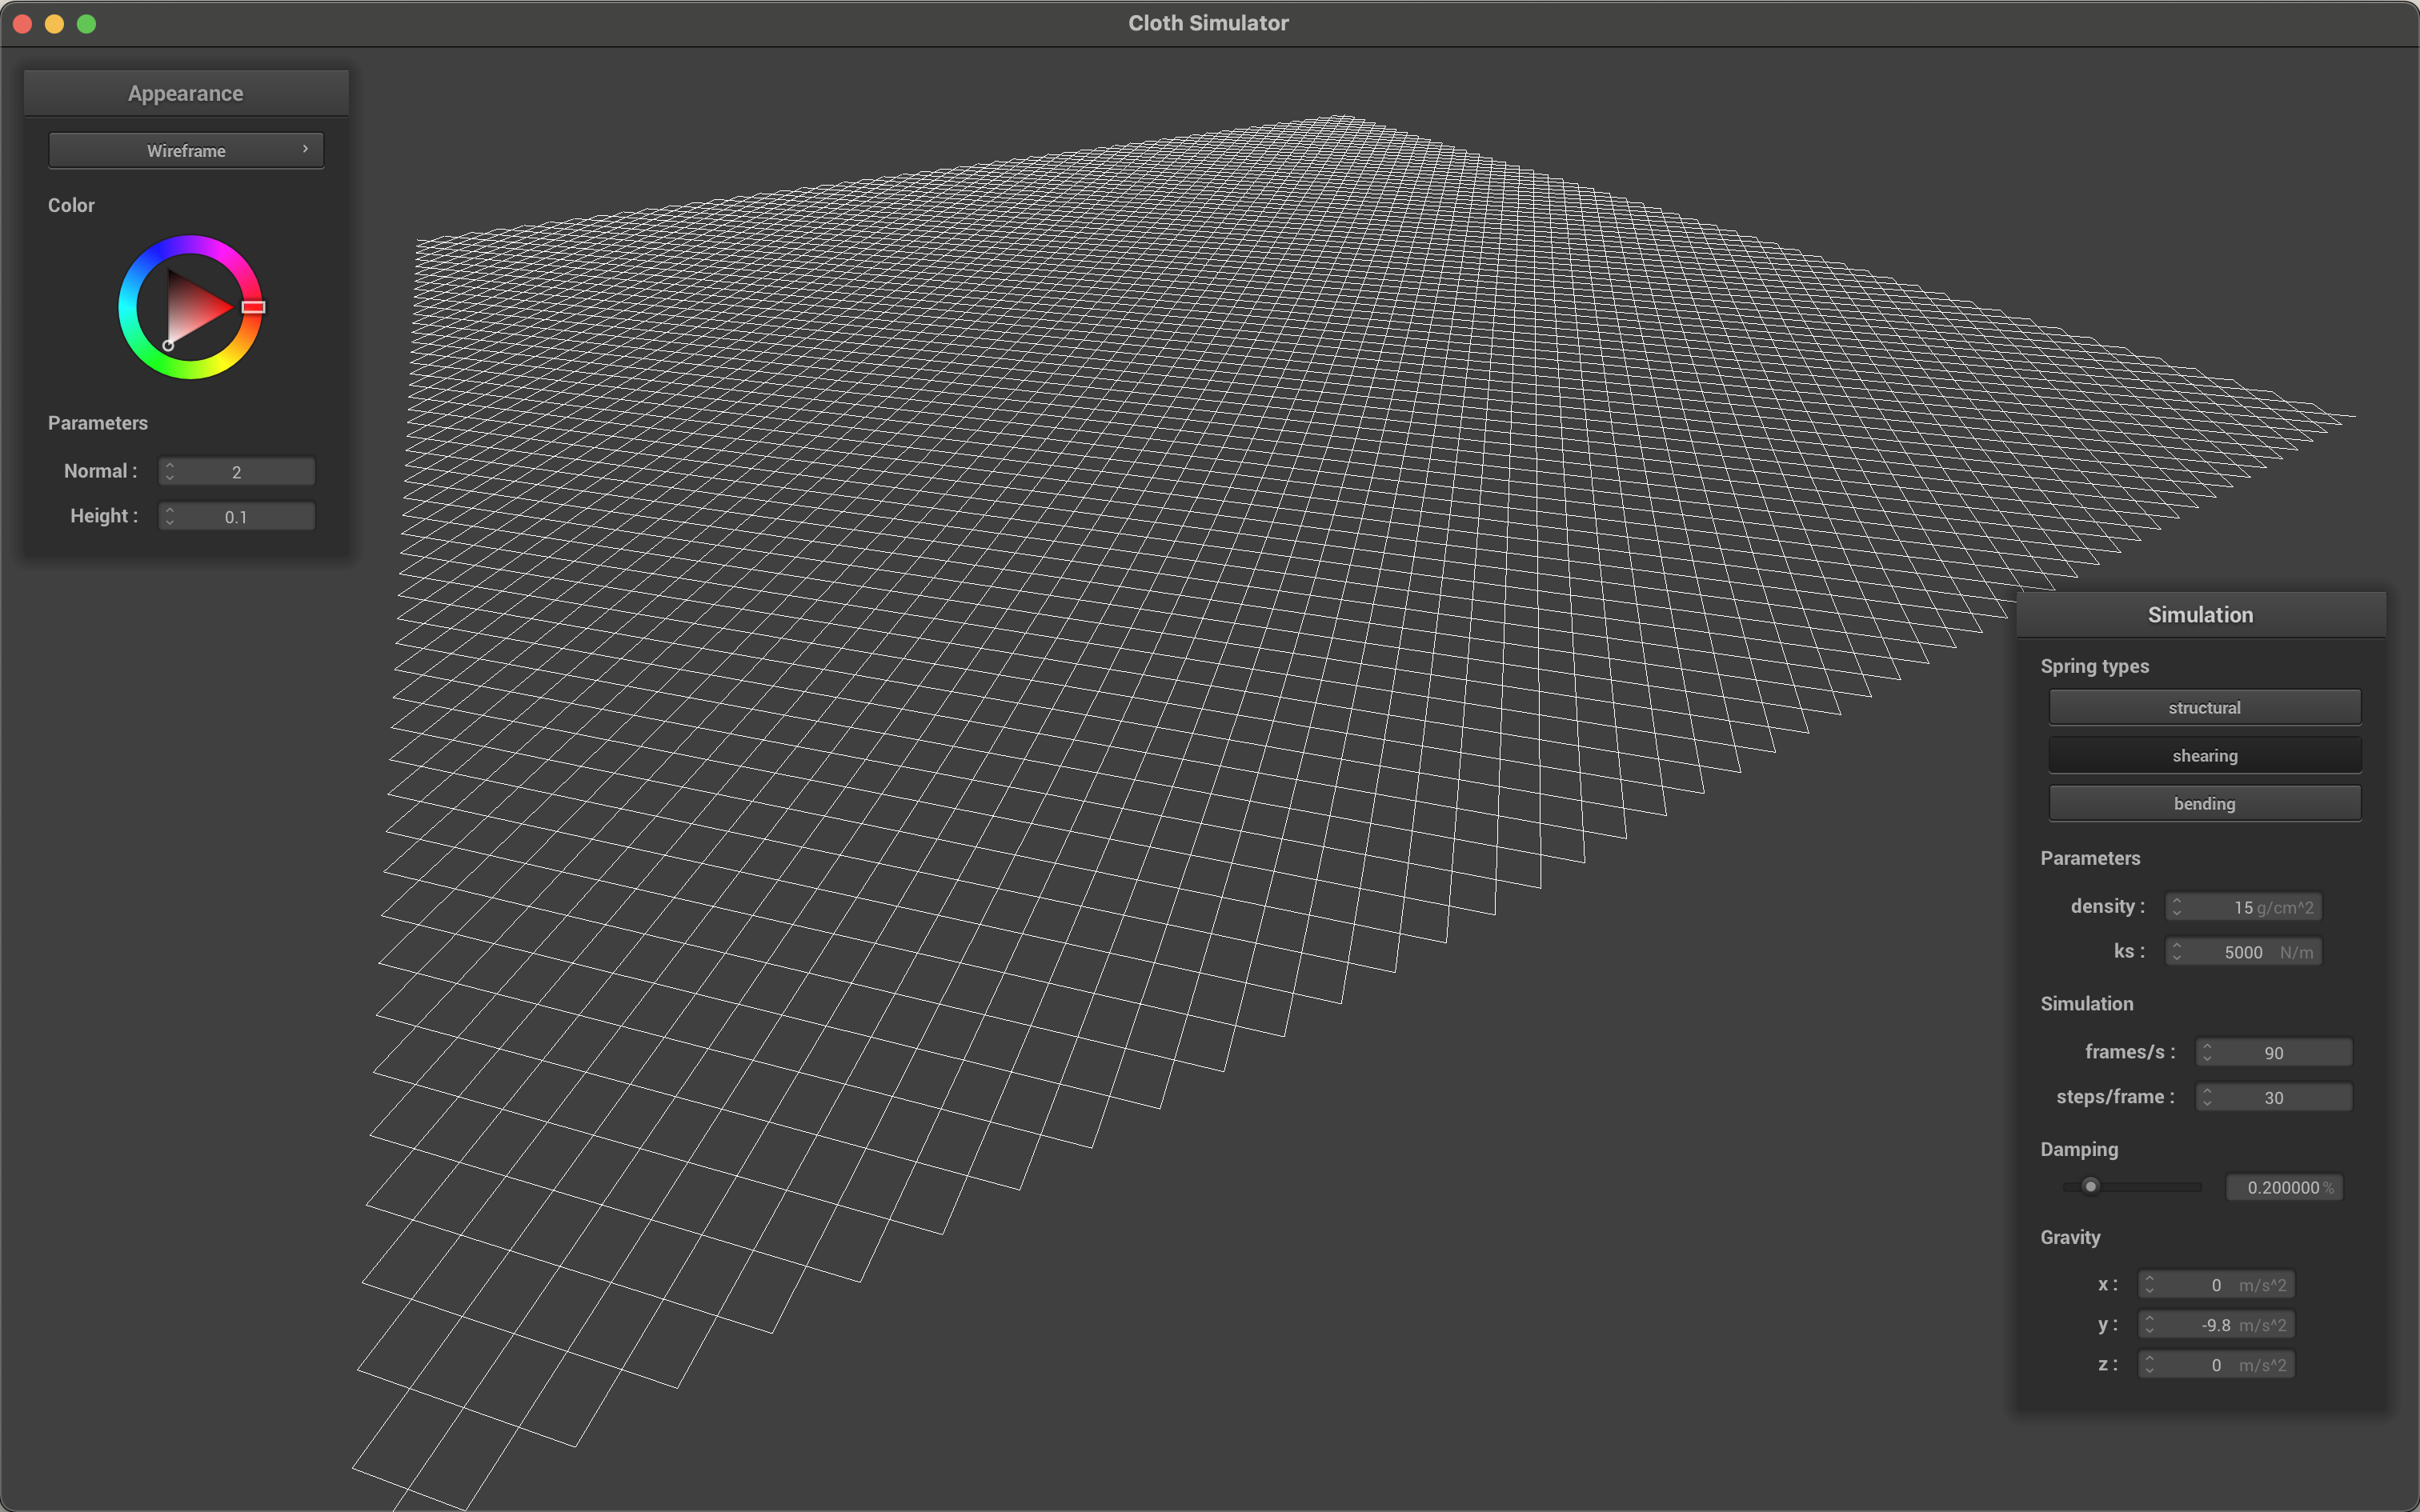 Cloth Simulator
Appearance
Wireframe
Color
Parameters
Normal : 2
Height : 0.1
Simulation
Spring types
structural
shearing
bending
Parameters
density : 15 g/cm^2
ks : 5000 N/m
Simulation
frames/s : 90
steps/frame : 30
Damping
0.200000 %
Gravity
x : 0 m/s^2
y : -9.8 m/s^2
z : 0 m/s^2